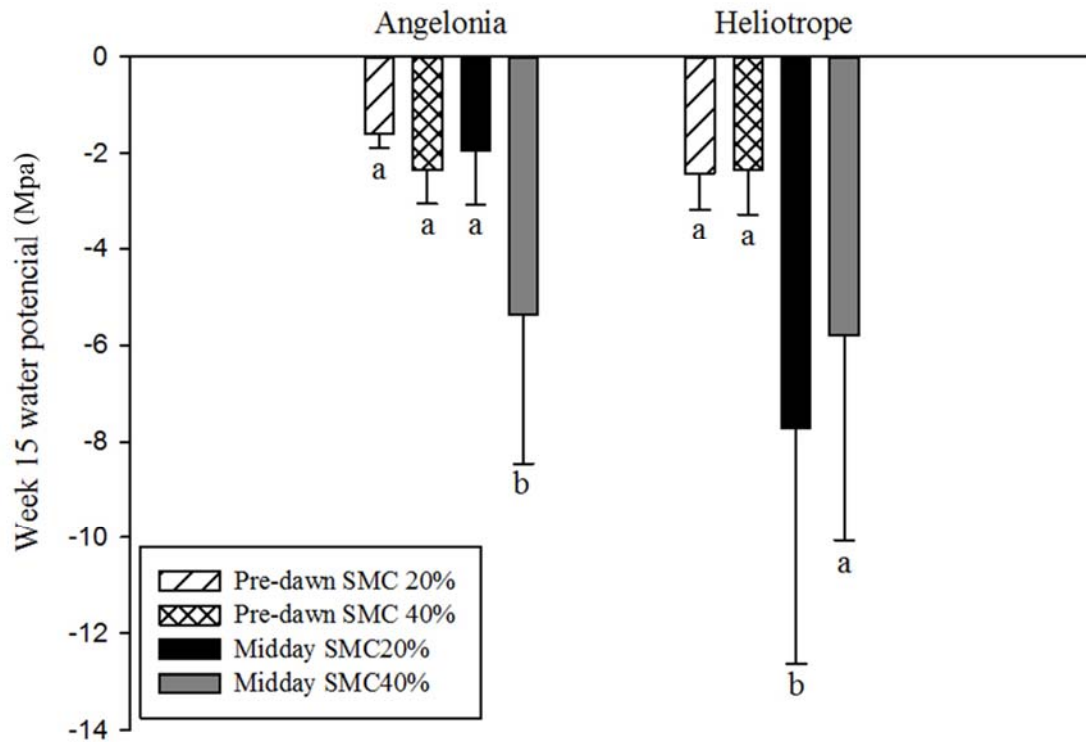 Angelonia Heliotrope
Week 15 water potencial (Mpa)
0
-2
-4
-6
-8
-10
-12
-14
a
a
a
b
a
a
b
a
Pre-dawn SMC 20%
Pre-dawn SMC 40%
Midday SMC20%
Midday SMC40%